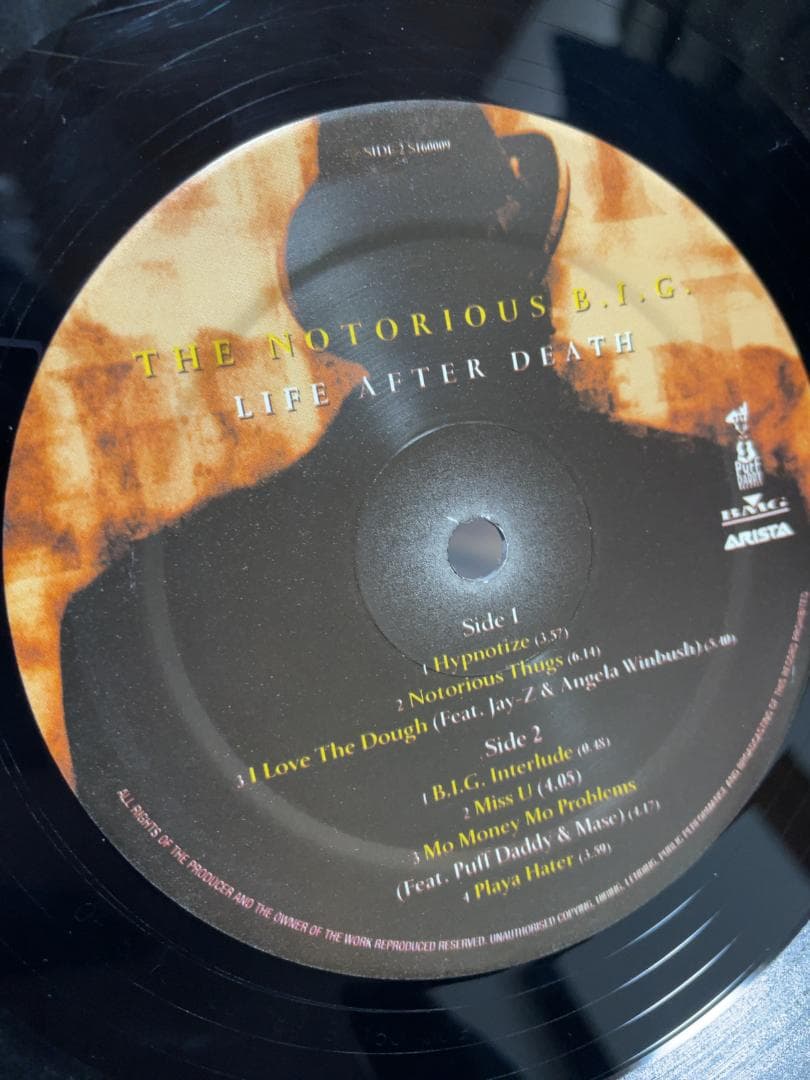 SIDE 2 S160009
THE NOTORIOUS B.I.G.
LIFE AFTER DEATH
PUFF
DADDY
BMG
ARISTA
Side 1
1 Hypnotize (3.57)
2 Notorious Thugs (6.14)
3 I Love The Dough (Feat. Jay-Z & Angela Winbush) (5.40)
Side 2
1 B.I.G. Interlude (0.48)
2 Miss U (4.05)
3 Mo Money Mo Problems
(Feat. Puff Daddy & Mase) (4.17)
4 Playa Hater (3.59)
ALL RIGHTS OF THE PRODUCER AND THE OWNER OF THE WORK REPRODUCED RESERVED. UNAUTHORISED COPYING, HIRING, LENDING, PUBLIC PERFORMANCE AND BROADCASTING OF THIS RECORD PROHIBITED